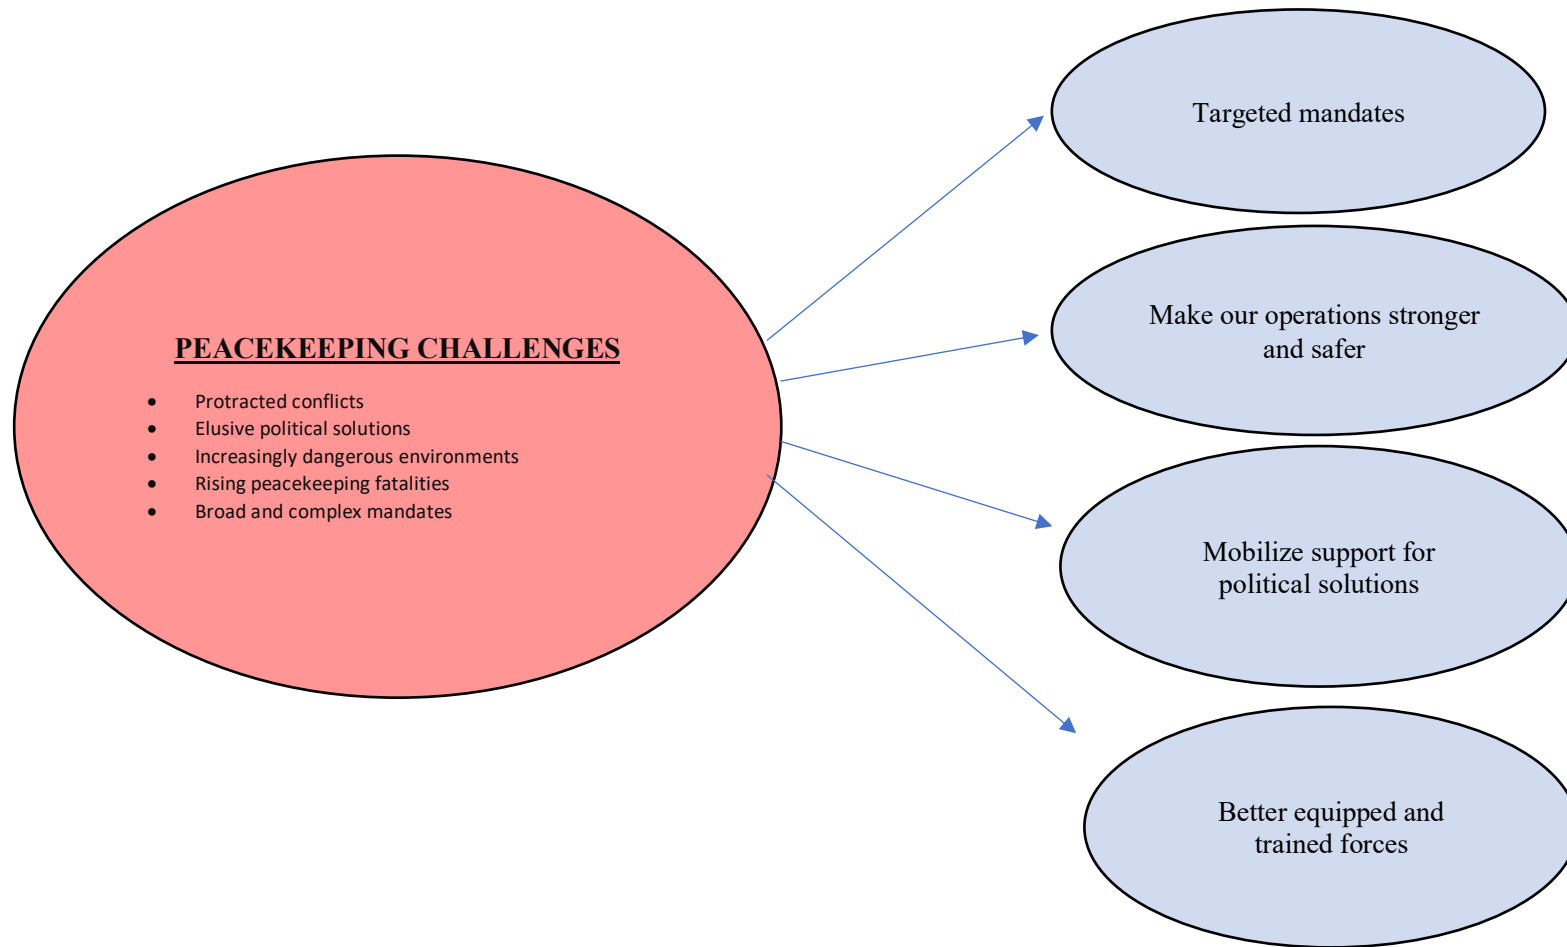 PEACEKEEPING CHALLENGES
• Protracted conflicts
• Elusive political solutions
• Increasingly dangerous environments
• Rising peacekeeping fatalities
• Broad and complex mandates
Targeted mandates
Make our operations stronger
and safer
Mobilize support for
political solutions
Better equipped and
trained forces